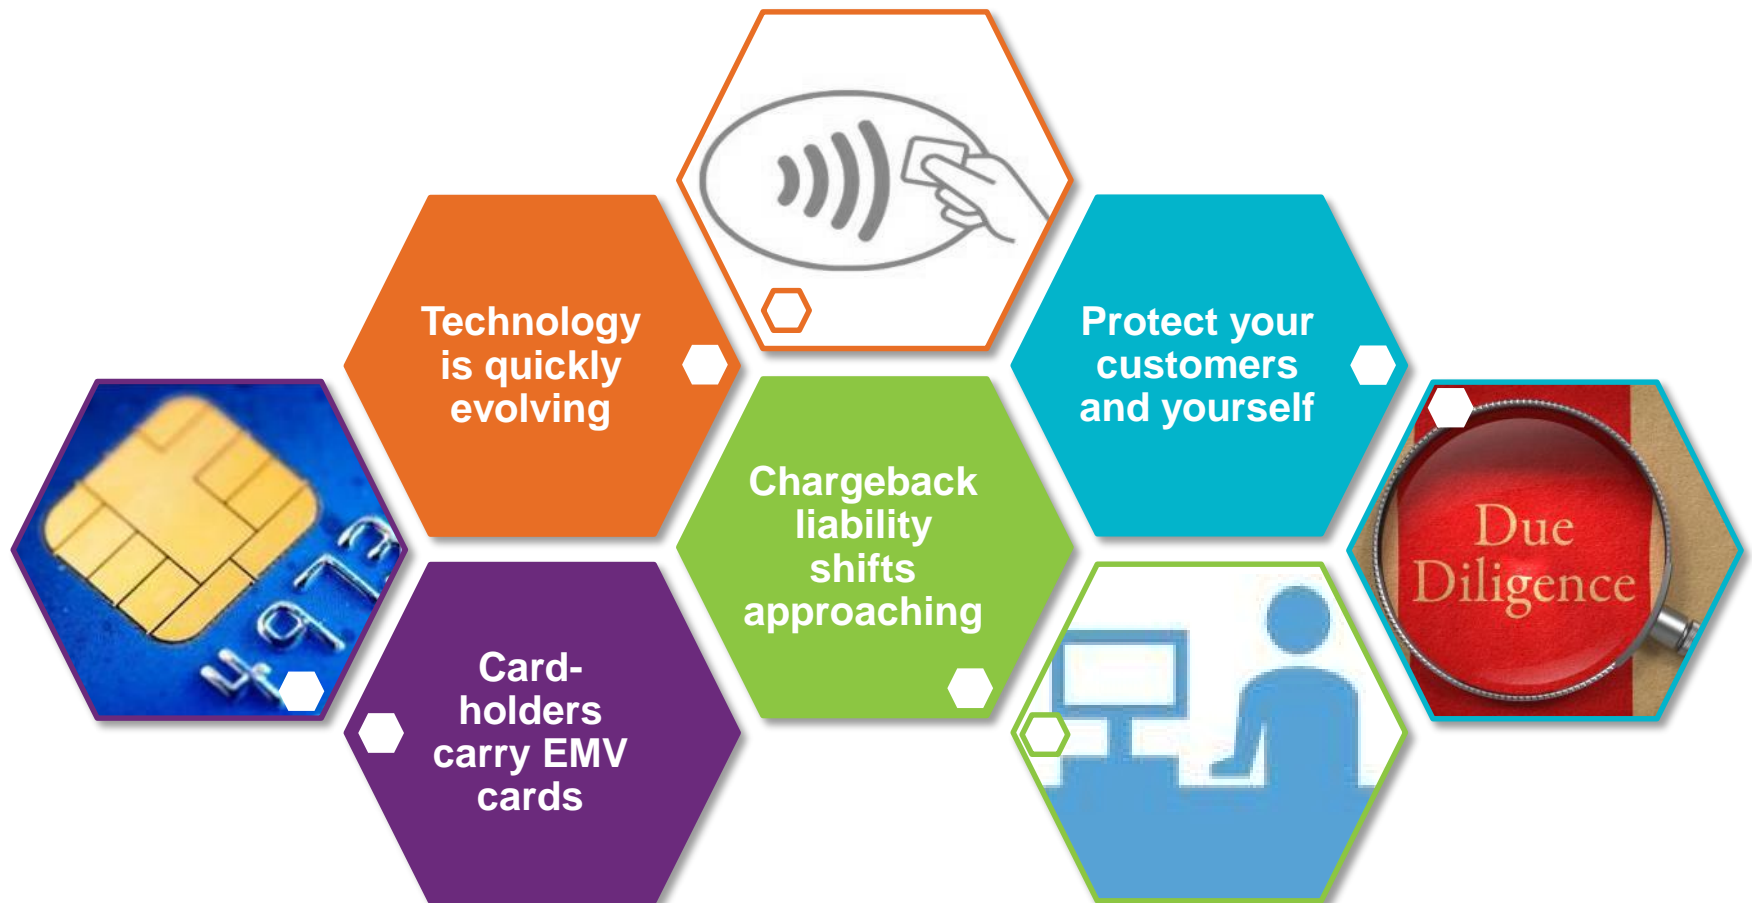 Technology
is quickly
evolving
Protect your
customers
and yourself
Chargeback
liability
shifts
approaching
Due
Diligence
Card-
holders
carry EMV
cards
4973